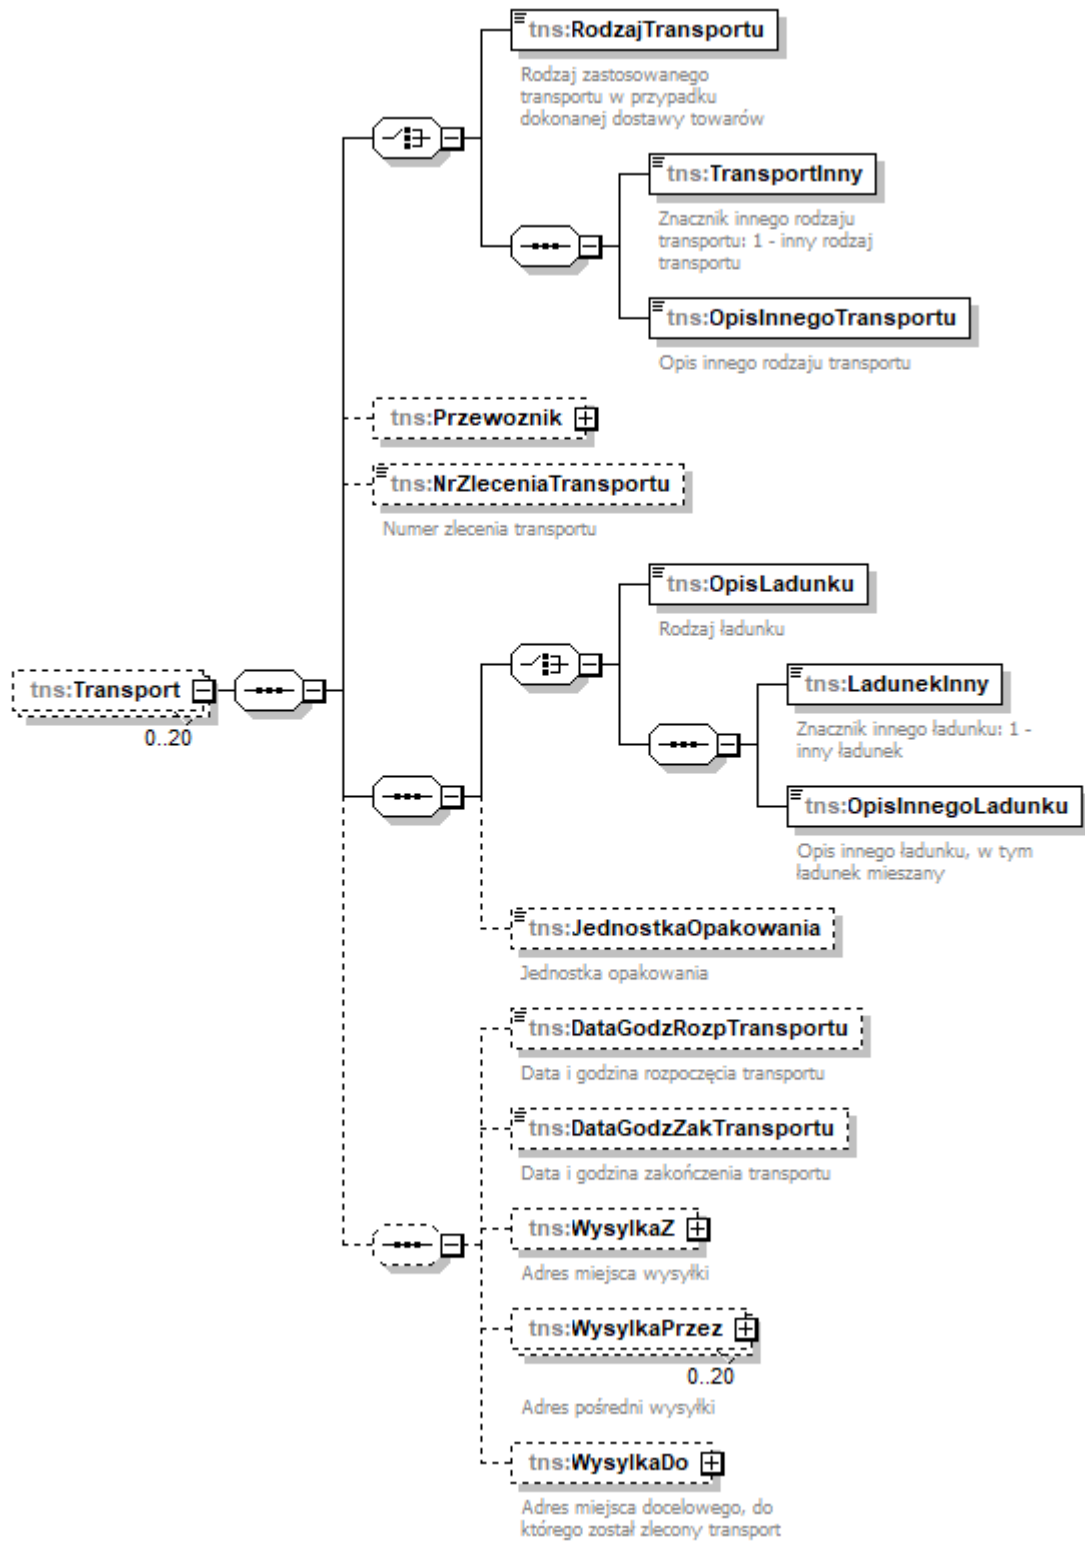 tns:RodzajTransportu
Rodzaj zastosowanego
transportu w przypadku
dokonanej dostawy towarów
tns:TransportInny
Znacznik innego rodzaju
transportu: 1 - inny rodzaj
transportu
tns:OpisInnegoTransportu
Opis innego rodzaju transportu
tns:Przewoznik
tns:NrZleceniaTransportu
Numer zlecenia transportu
tns:OpisLadunku
Rodzaj ładunku
tns:Transport
0..20
tns:LadunekInny
Znacznik innego ładunku: 1 -
inny ładunek
tns:OpisInnegoLadunku
Opis innego ładunku, w tym
ładunek mieszany
tns:JednostkaOpakowania
Jednostka opakowania
tns:DataGodzRozpTransportu
Data i godzina rozpoczęcia transportu
tns:DataGodzZakTransportu
Data i godzina zakończenia transportu
tns:WysylkaZ
Adres miejsca wysyłki
tns:WysylkaPrzez
0..20
Adres pośredni wysyłki
tns:WysylkaDo
Adres miejsca docelowego, do
którego został zlecony transport